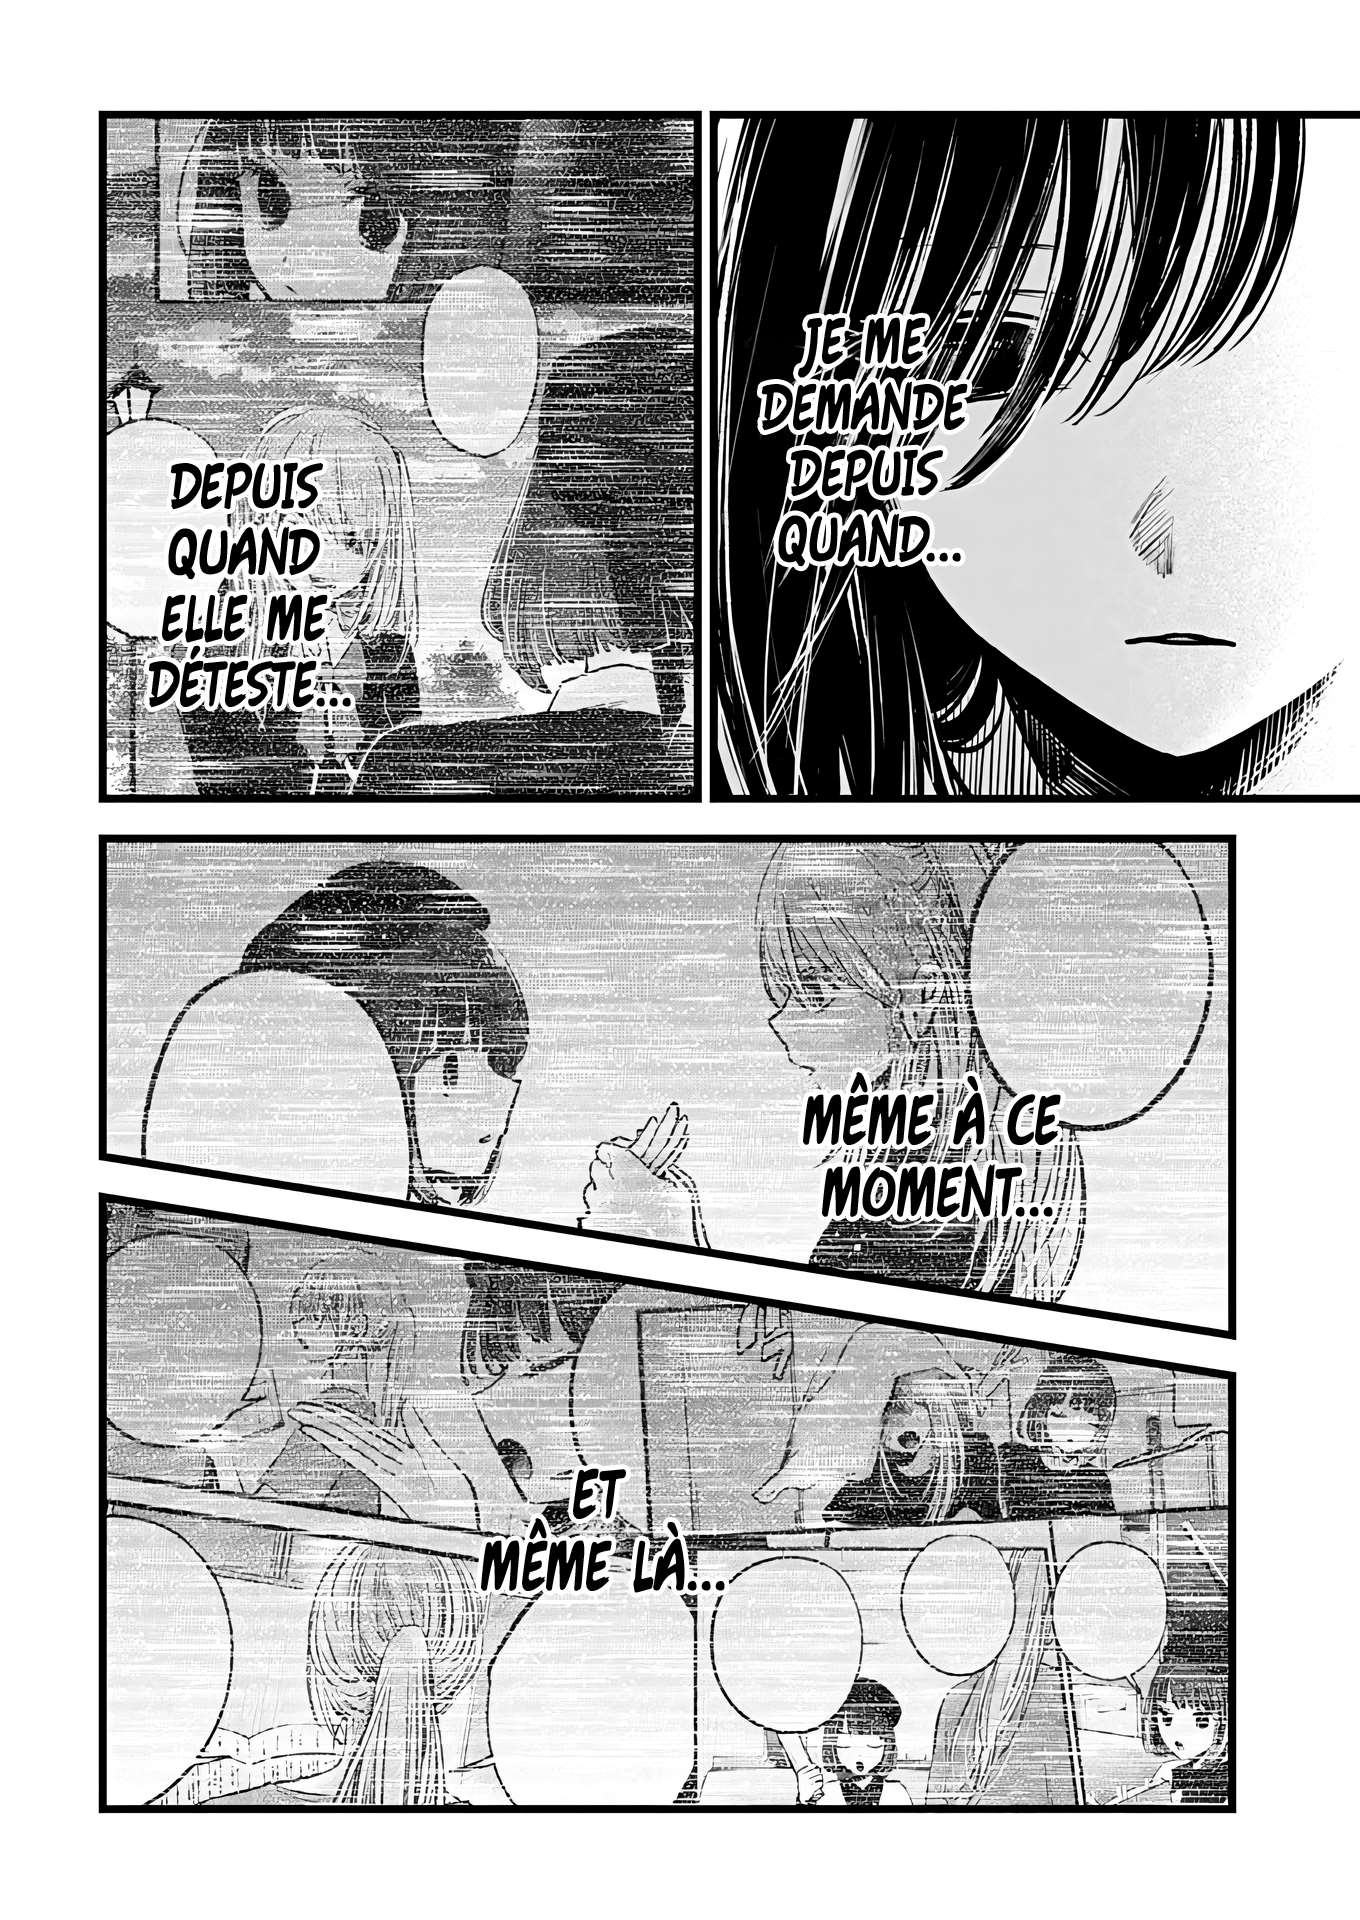 JE ME
DEMANDE
DEPUIS
QUAND...
DEPUIS
QUAND
ELLE ME
DÉTESTE...
MÊME À CE
MOMENT...
ET
MÊME LÀ...